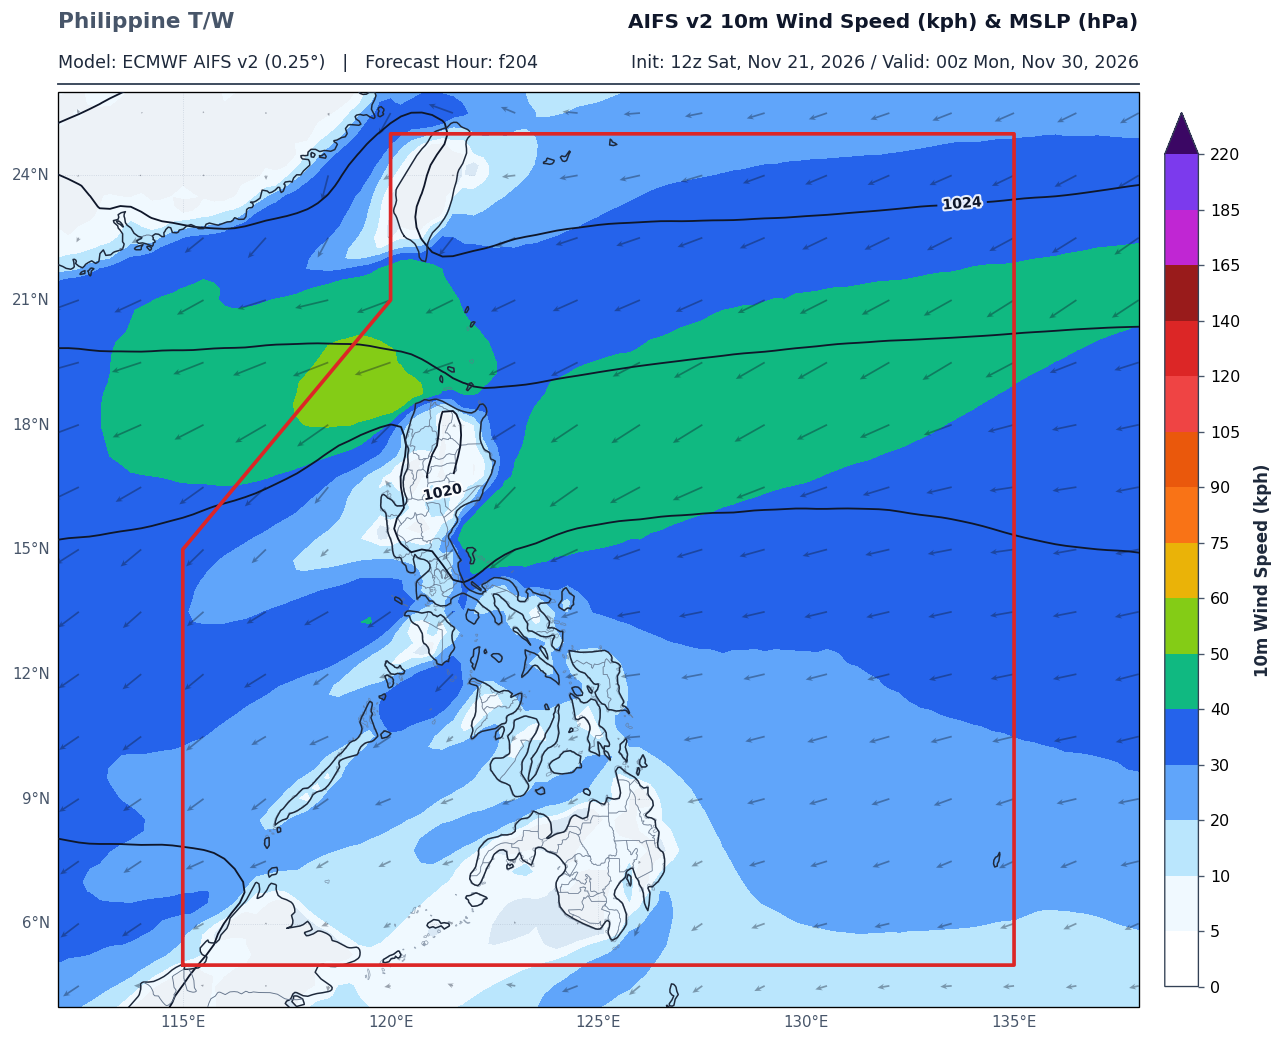 Philippine T/W
AIFS v2 10m Wind Speed (kph) & MSLP (hPa)
Model: ECMWF AIFS v2 (0.25°) | Forecast Hour: f204
Init: 12z Sat, Nov 21, 2026 / Valid: 00z Mon, Nov 30, 2026
24°N
21°N
18°N
15°N
12°N
9°N
6°N
1024
1020
115°E
120°E
125°E
130°E
135°E
220
185
165
140
120
105
90
75
60
50
40
30
20
10
5
0
10m Wind Speed (kph)